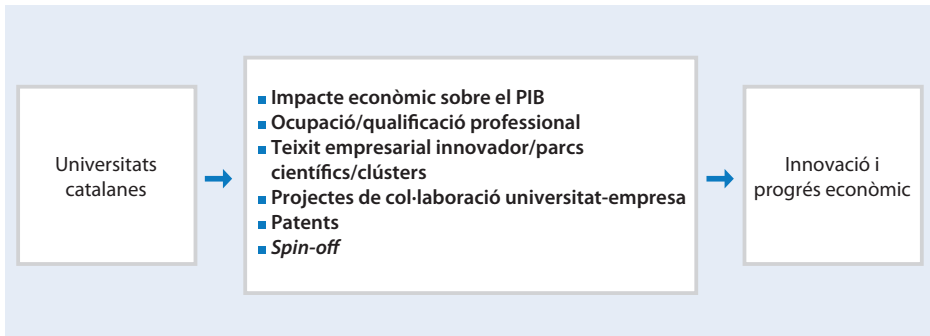 Universitats
catalanes
Impacte econòmic sobre el PIB
Ocupació/qualificació professional
Teixit empresarial innovador/parcs
científics/clústers
Projectes de col·laboració universitat-empresa
Patents
Spin-off
Innovació i
progrés econòmic